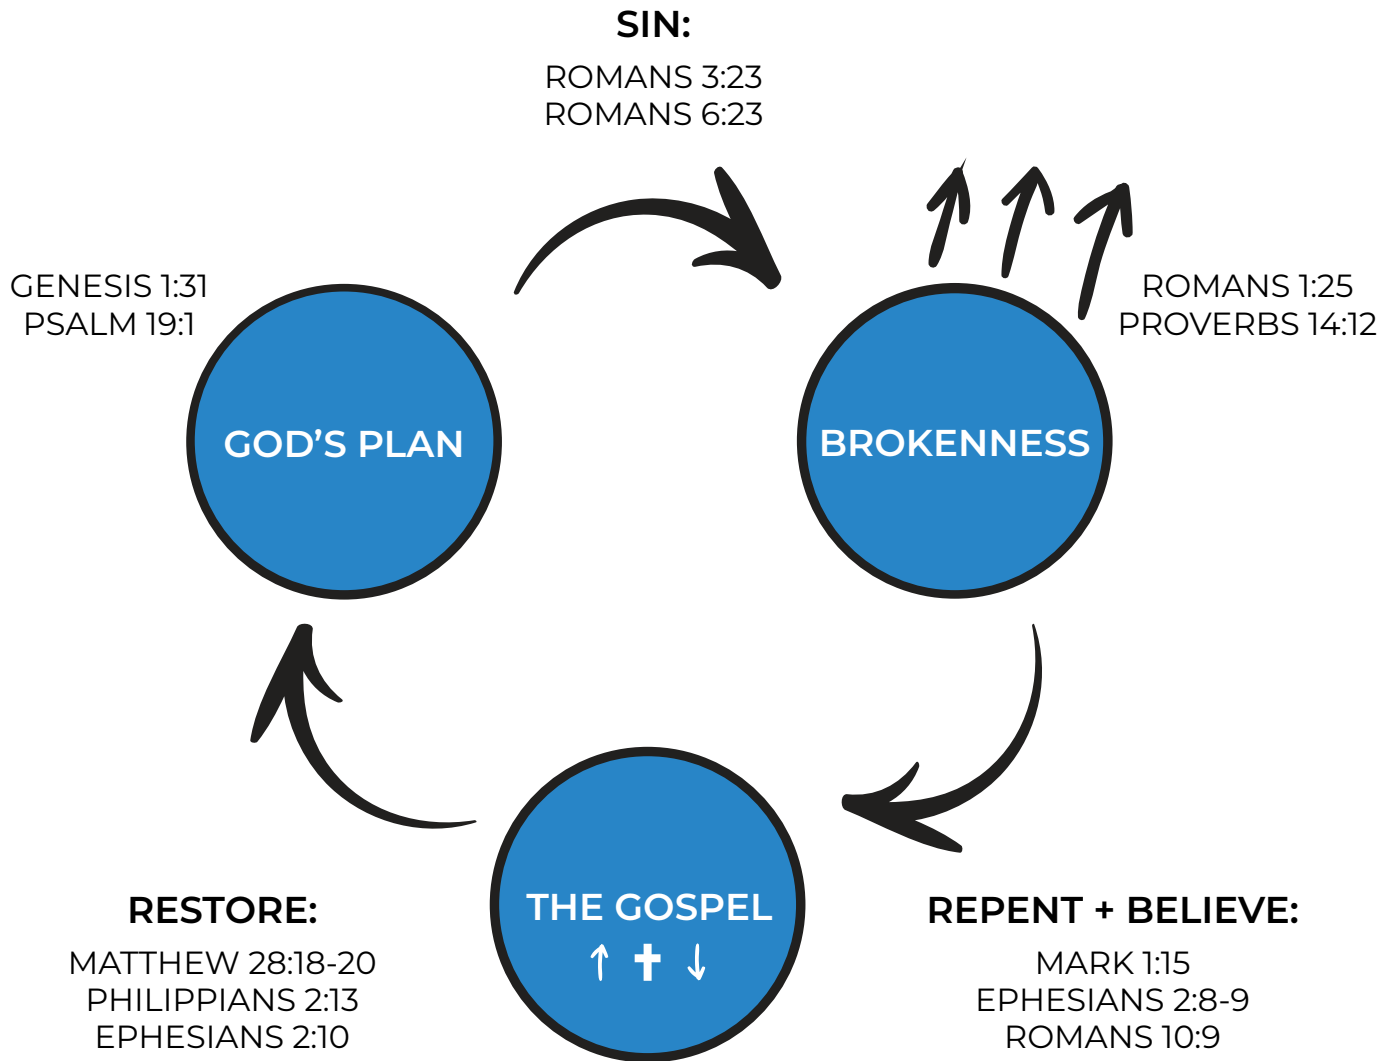 SIN:
ROMANS 3:23
ROMANS 6:23
GENESIS 1:31
PSALM 19:1
ROMANS 1:25
PROVERBS 14:12
GOD’S PLAN
BROKENNESS
THE GOSPEL
RESTORE:
MATTHEW 28:18-20
PHILIPPIANS 2:13
EPHESIANS 2:10
REPENT + BELIEVE:
MARK 1:15
EPHESIANS 2:8-9
ROMANS 10:9